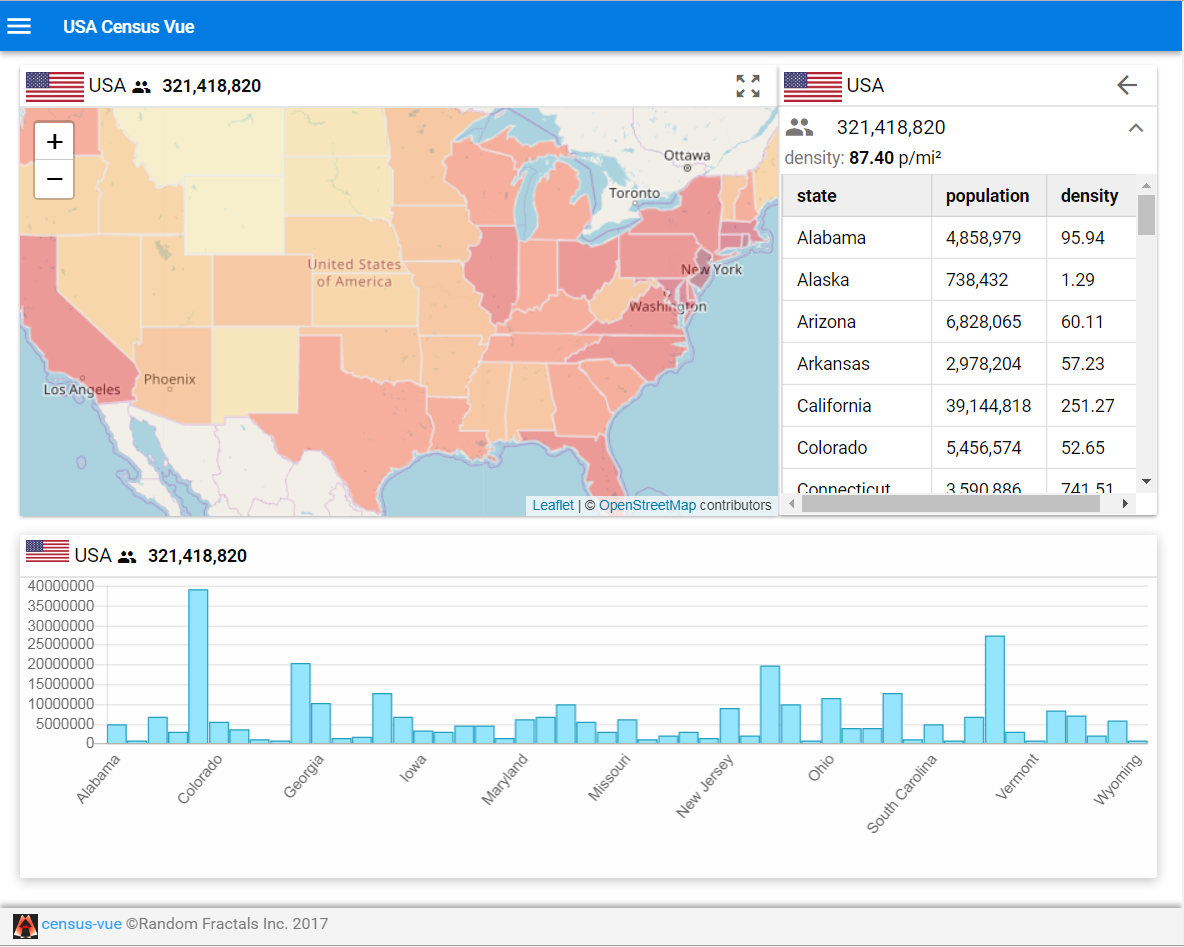 USA Census Vue
USA 321,418,820
+
−
Ottawa
Toronto
United States
of America
New York
Washington
Phoenix
Los Angeles
Leaflet | © OpenStreetMap contributors
USA
321,418,820
density: 87.40 p/mi²
state population density
Alabama 4,858,979 95.94
Alaska 738,432 1.29
Arizona 6,828,065 60.11
Arkansas 2,978,204 57.23
California 39,144,818 251.27
Colorado 5,456,574 52.65
Connecticut 3,590,886 741.51
USA 321,418,820
40000000
35000000
30000000
25000000
20000000
15000000
10000000
5000000
0
Alabama
Colorado
Georgia
Iowa
Maryland
Missouri
New Jersey
Ohio
South Carolina
Vermont
Wyoming
census-vue ©Random Fractals Inc. 2017